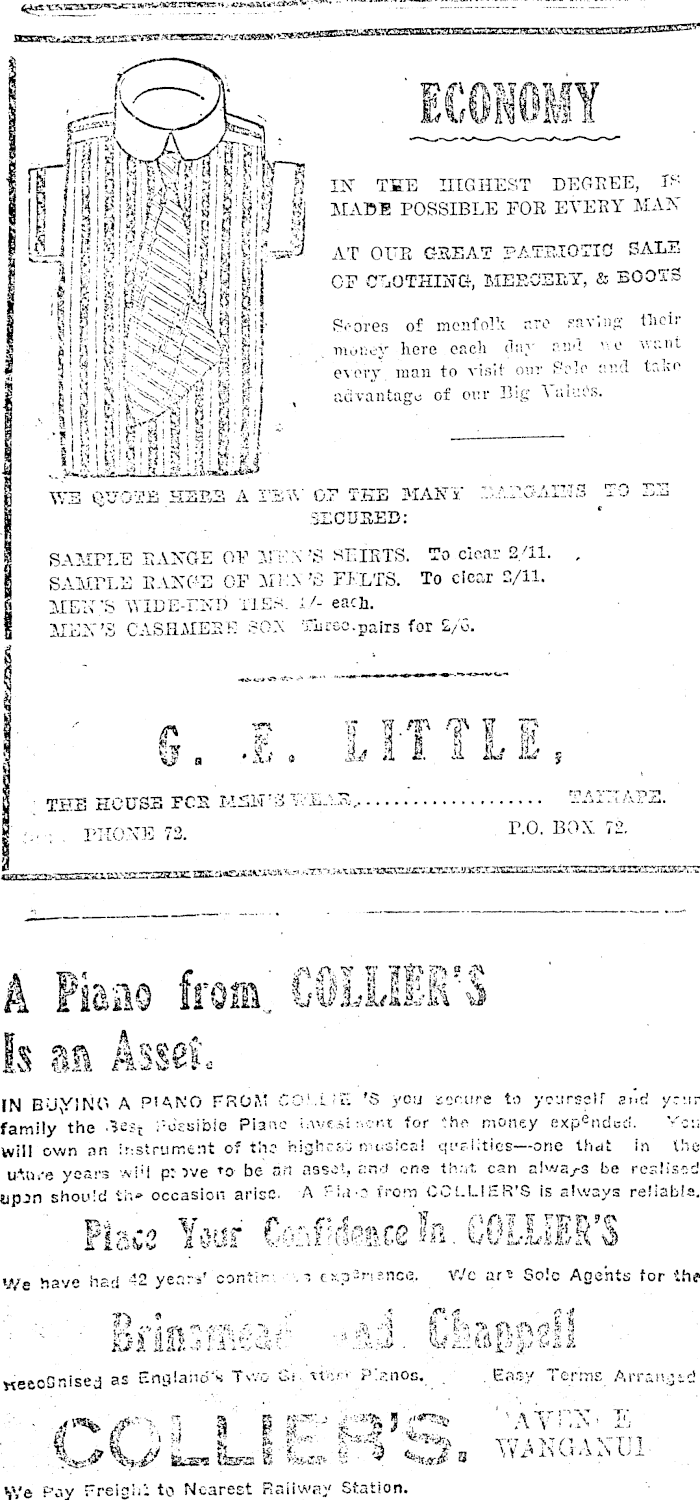 ECONOMY
IN THE HIGHEST DEGREE, IS
MADE POSSIBLE FOR EVERY MAN
AT OUR GREAT PATRIOTIC SALE
OF CLOTHING, MERCERY, & BOOTS
Scores of menfolk are saving their
money here each day and we want
every man to visit our Sale and take
advantage of our Big Values.
WE QUOTE HERE A FEW OF THE MANY BARGAINS TO BE
SECURED:
SAMPLE RANGE OF MEN'S SHIRTS. To clear 2/11.
SAMPLE RANGE OF MEN'S FELTS. To clear 2/11.
MEN'S WIDE-END TIES. 1/- each.
MEN'S CASHMERE SOX Three pairs for 2/6.
G. E. LITTLE,
THE HOUSE FOR MEN'S WEAR,.................... TAIHAPE.
PHONE 72. P.O. BOX 72.
A Piano from COLLIER'S
Is an Asset.
IN BUYING A PIANO FROM COLLIE 'S you secure to yourself and your
family the Best Possible Piano investment for the money expended. You
will own an instrument of the highest musical qualities—one that in the
uture years will prove to be an asset, and one that can always be realised
upon should the occasion arise. A Piano from COLLIER'S is always reliable.
Place Your Confidence In COLLIER'S
We have had 42 years' continuous experience. We are Sole Agents for the
Brinsmead and Chappell
Recognised as England's Two Pianos. Easy Terms Arranged
COLLIER'S. AVEN E
WANGANUI
We Pay Freight to Nearest Railway Station.